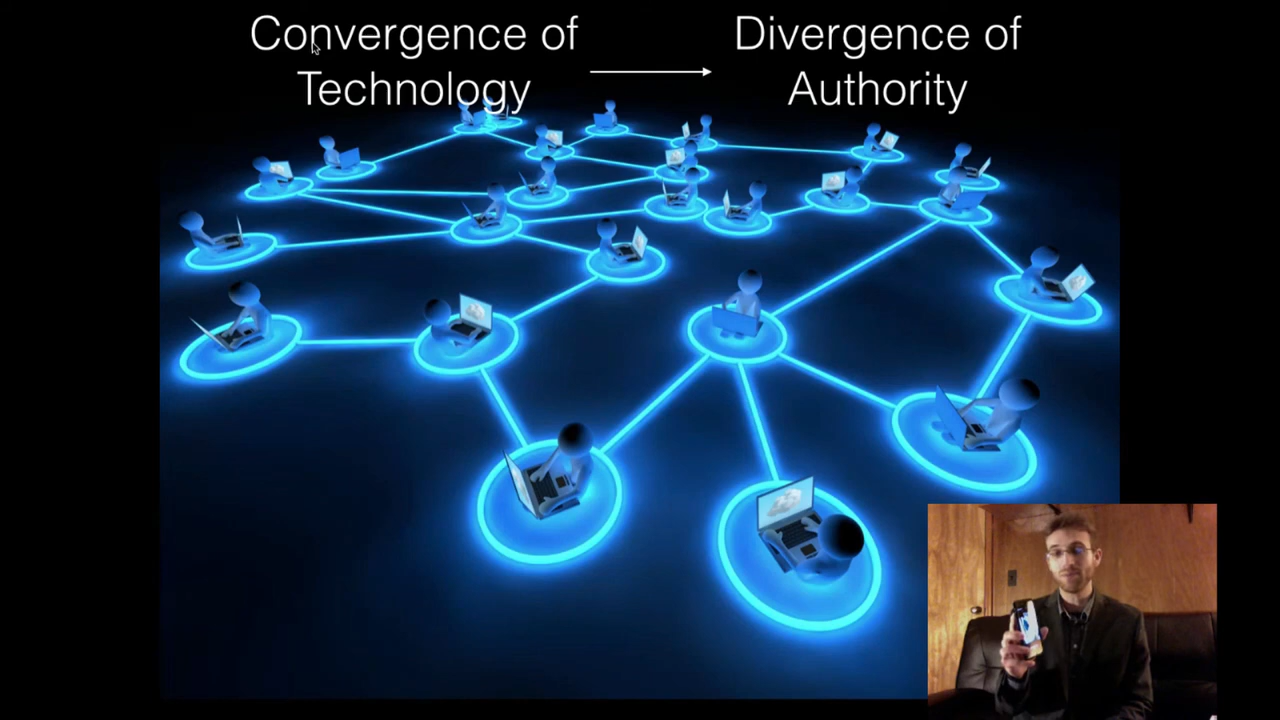 Convergence of
Technology
Divergence of
Authority